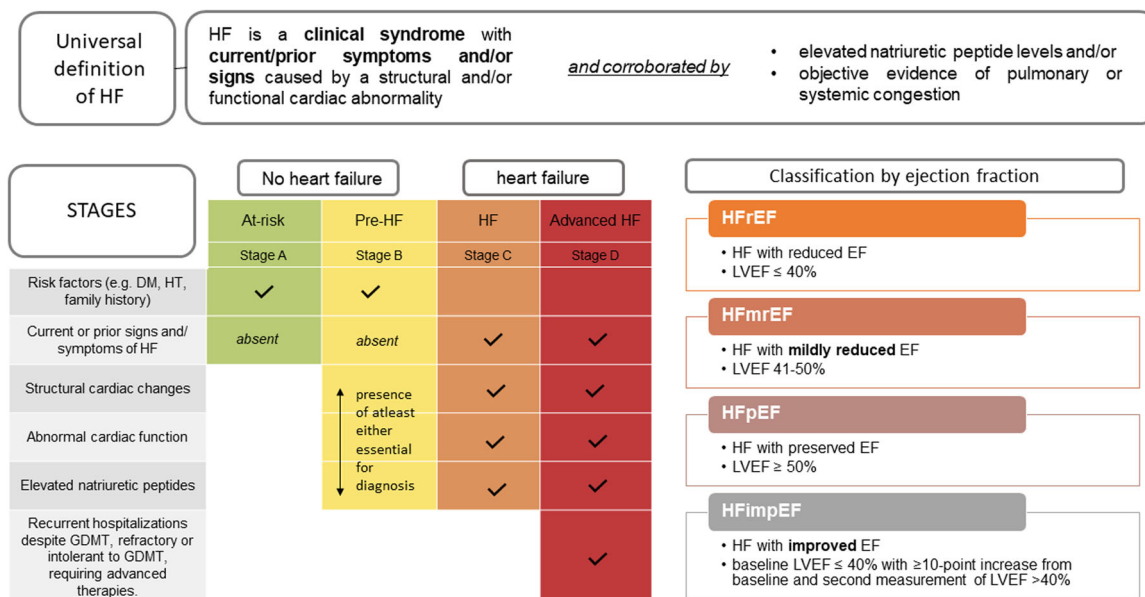 Universal
definition
of HF
HF is a clinical syndrome with
current/prior symptoms and/or
signs caused by a structural and/or
functional cardiac abnormality
and corroborated by
• elevated natriuretic peptide levels and/or
• objective evidence of pulmonary or
systemic congestion
STAGES
No heart failure
heart failure
At-risk
Pre-HF
HF
Advanced HF
Stage A
Stage B
Stage C
Stage D
Risk factors (e.g. DM, HT,
family history)
✓
✓
Current or prior signs and/
symptoms of HF
absent
absent
✓
✓
Structural cardiac changes
✓
✓
Abnormal cardiac function
✓
✓
Elevated natriuretic peptides
✓
✓
presence
of atleast
either
essential
for
diagnosis
Recurrent hospitalizations
despite GDMT, refractory or
intolerant to GDMT,
requiring advanced
therapies.
✓
Classification by ejection fraction
HFrEF
• HF with reduced EF
• LVEF ≤ 40%
HFmrEF
• HF with mildly reduced EF
• LVEF 41-50%
HFpEF
• HF with preserved EF
• LVEF ≥ 50%
HFimpEF
• HF with improved EF
• baseline LVEF ≤ 40% with ≥10-point increase from
baseline and second measurement of LVEF >40%